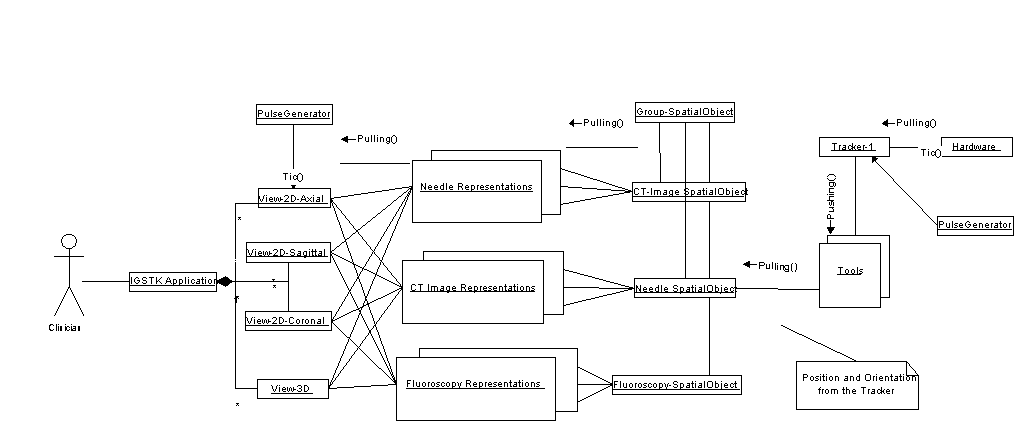 Group-SpatialObject
PulseGenerator
Pulling()
Pulling()
Pulling()
Tracker-1
Tic()
Hardware
Tic()
Needle Representations
View-2D-Axial
CT-Image SpatialObject
Pushing()
*
PulseGenerator
View-2D-Sagittal
Pulling()
Tools
IGSTK Application
*
*
CT Image Representations
Needle SpatialObject
*
View-2D-Coronal
Clinician
View-3D
Fluoroscopy Representations
Fluoroscopy-SpatialObject
Position and Orientation
from the Tracker
*